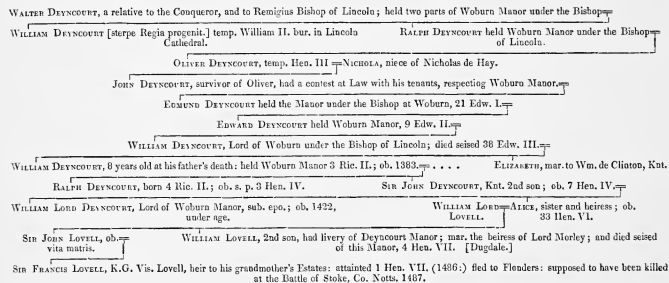 WALTER DEYNCOURT, a relative to the Conqueror, and to Remigius Bishop of Lincoln; held two parts of Woburn Manor under the Bishop
WILLIAM DEYNCOURT [sterpe Regia progenit.] temp. William II. bur. in Lincoln Cathedral.
RALPH DEYNCOURT held Woburn Manor under the Bishop of Lincoln.
OLIVER DEYNCOURT, temp. Hen. III = NICHOLA, niece of Nicholas de Hay.
JOHN DEYNCOURT, survivor of Oliver, had a contest at Law with his tenants, respecting Woburn Manor.
EDMUND DEYNCOURT held the Manor under the Bishop at Woburn, 21 Edw. I.
EDWARD DEYNCOURT held Woburn Manor, 9 Edw. II.
WILLIAM DEYNCOURT, Lord of Woburn under the Bishop of Lincoln; died seised 38 Edw. III.
WILLIAM DEYNCOURT, 8 years old at his father's death: held Woburn Manor 3 Ric. II.; ob. 1383. = . . . .
ELIZABETH, mar. to Wm. de Clinton, Knt.
RALPH DEYNCOURT, born 4 Ric. II.; ob. s. p. 3 Hen. IV.
SIR JOHN DEYNCOURT, Knt. 2nd son; ob. 7 Hen. IV.
WILLIAM LORD DEYNCOURT, Lord of Woburn Manor, sub. epo.; ob. 1422, under age.
WILLIAM LORD LOVELL. = ALICE, sister and heiress; ob. 33 Hen. VI.
SIR JOHN LOVELL, ob. vita matris.
WILLIAM LOVELL, 2nd son, had livery of Deyncourt Manor; mar. the heiress of Lord Morley; and died seised of this Manor, 4 Hen. VII. [Dugdale.]
SIR FRANCIS LOVELL, K.G. Vis. Lovell, heir to his grandmother's Estates: attainted 1 Hen. VII. (1486:) fled to Flenders: supposed to have been killed
at the Battle of Stoke, Co. Notts. 1487.